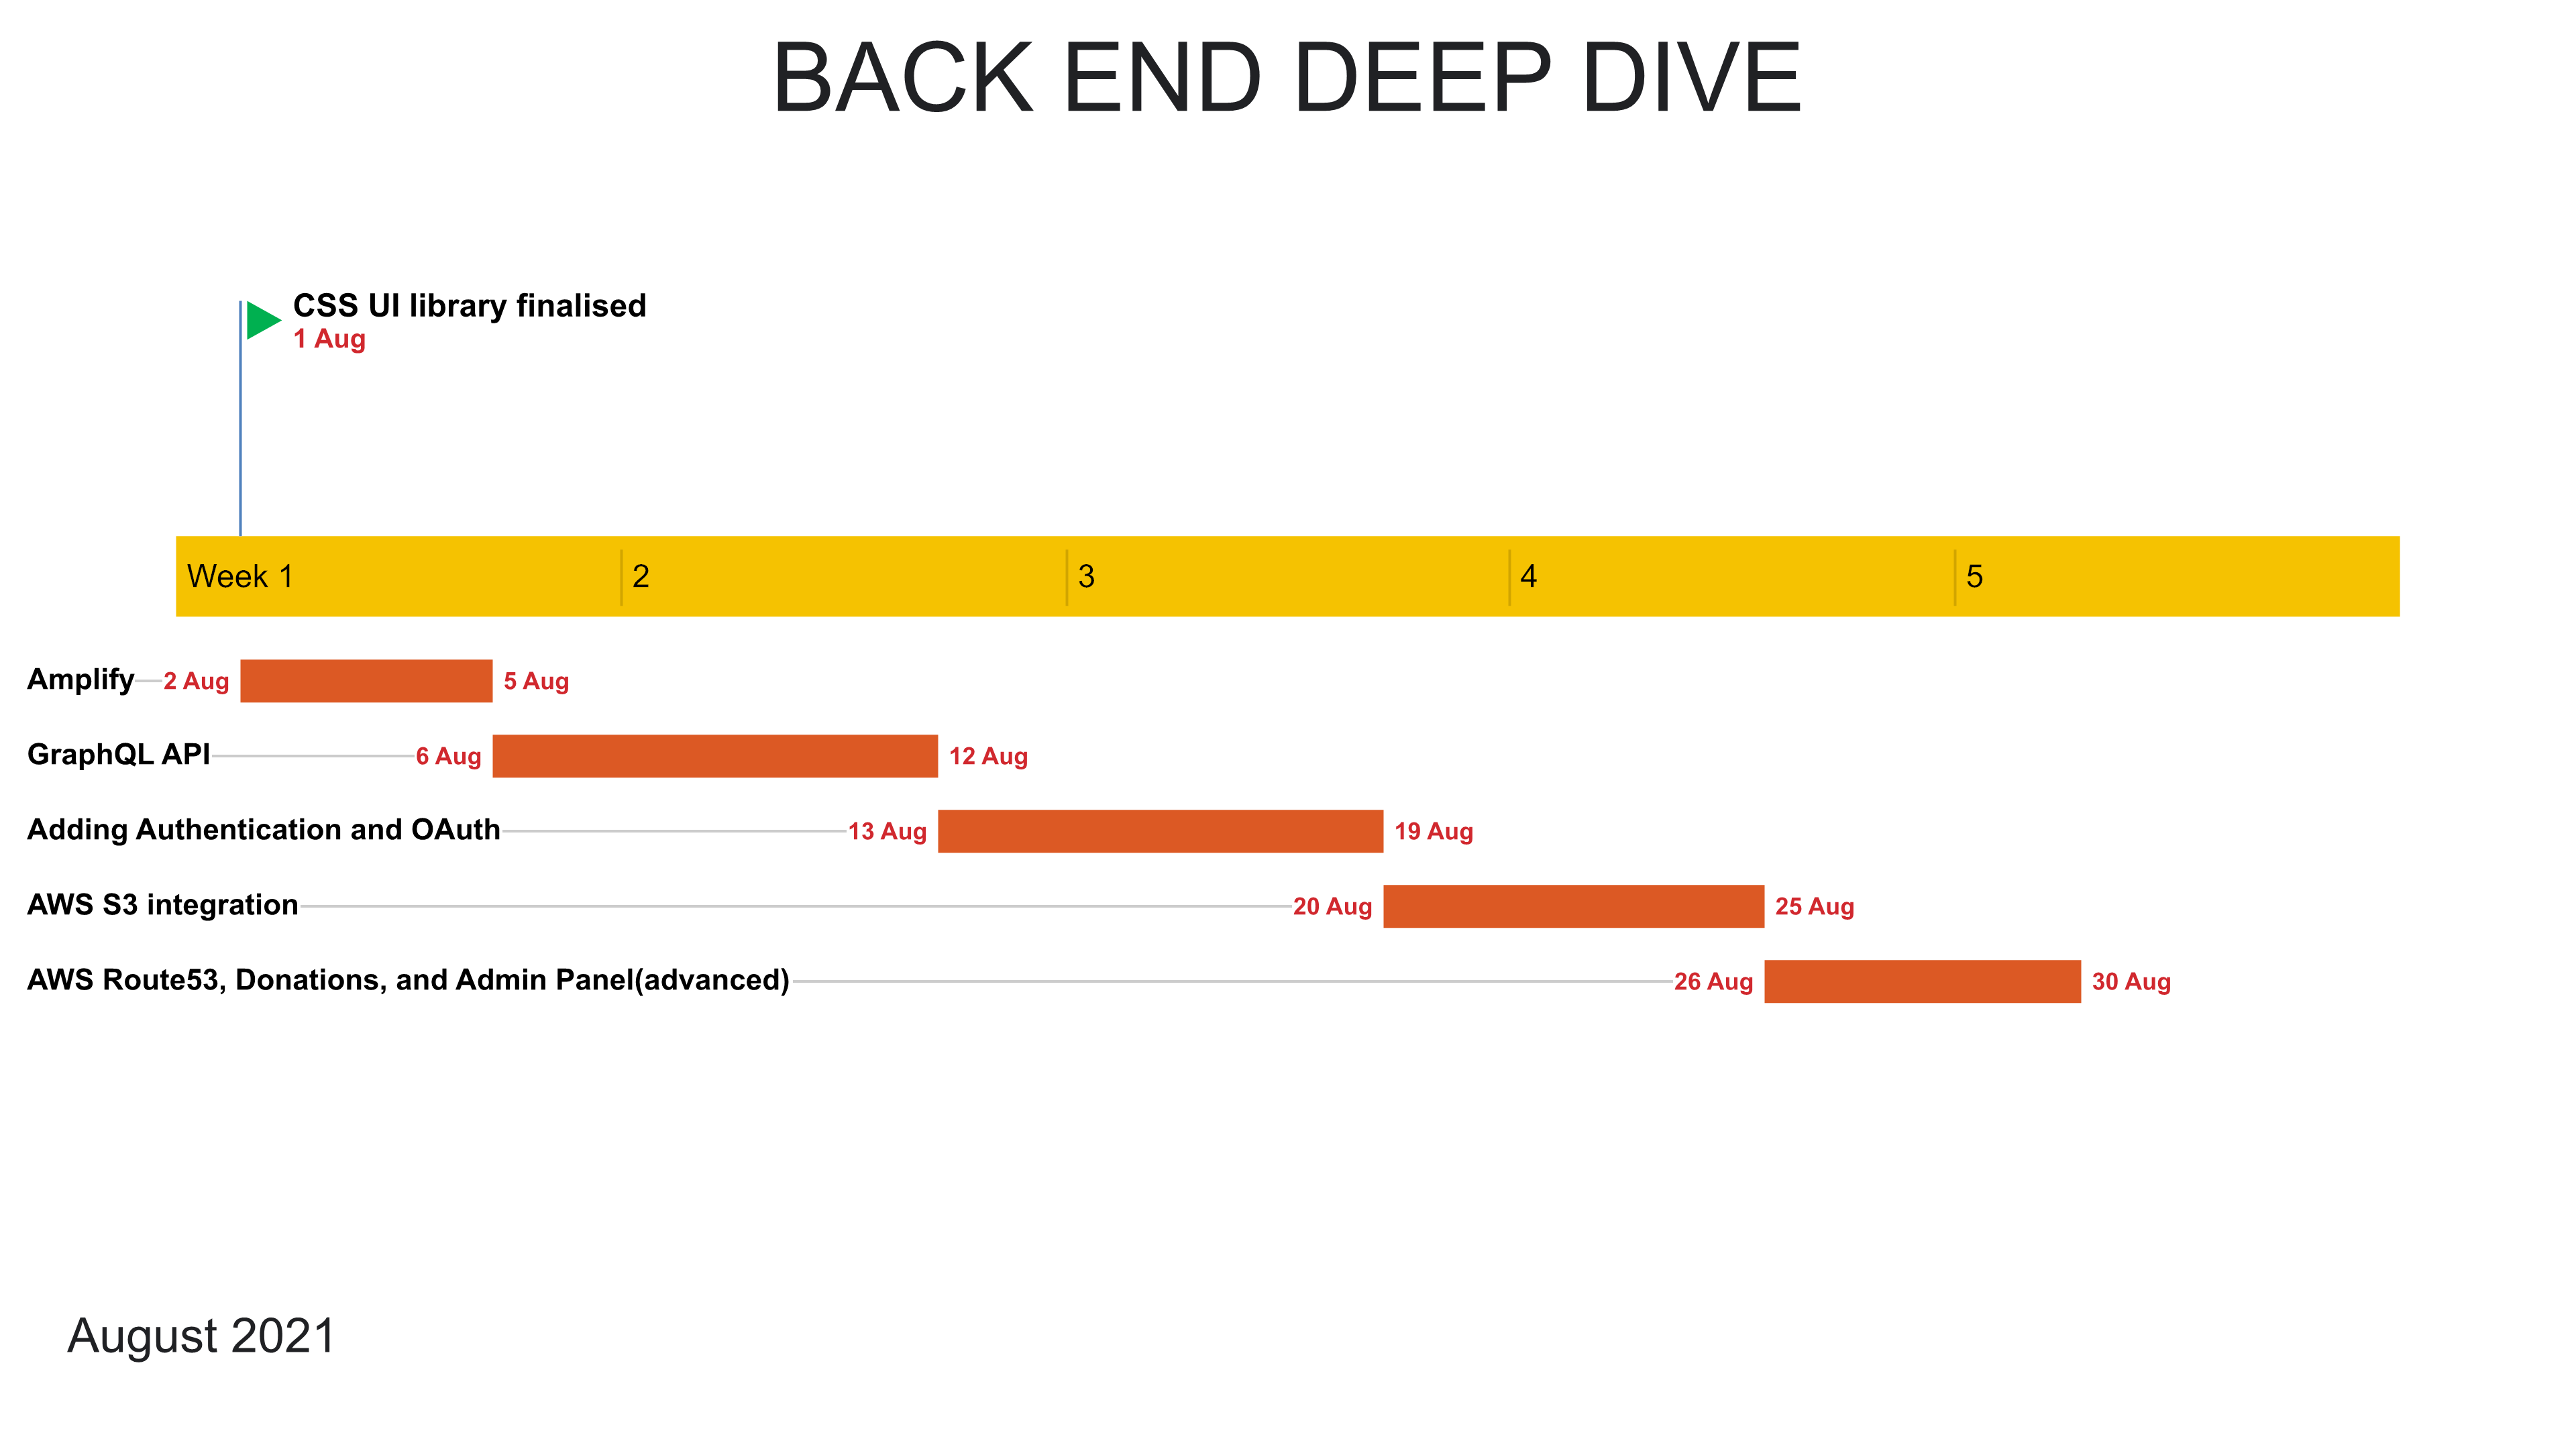 BACK END DEEP DIVE
CSS UI library finalised
1 Aug
Week 1 2 3 4 5
Amplify 2 Aug 5 Aug
GraphQL API 6 Aug 12 Aug
Adding Authentication and OAuth 13 Aug 19 Aug
AWS S3 integration 20 Aug 25 Aug
AWS Route53, Donations, and Admin Panel(advanced) 26 Aug 30 Aug
August 2021